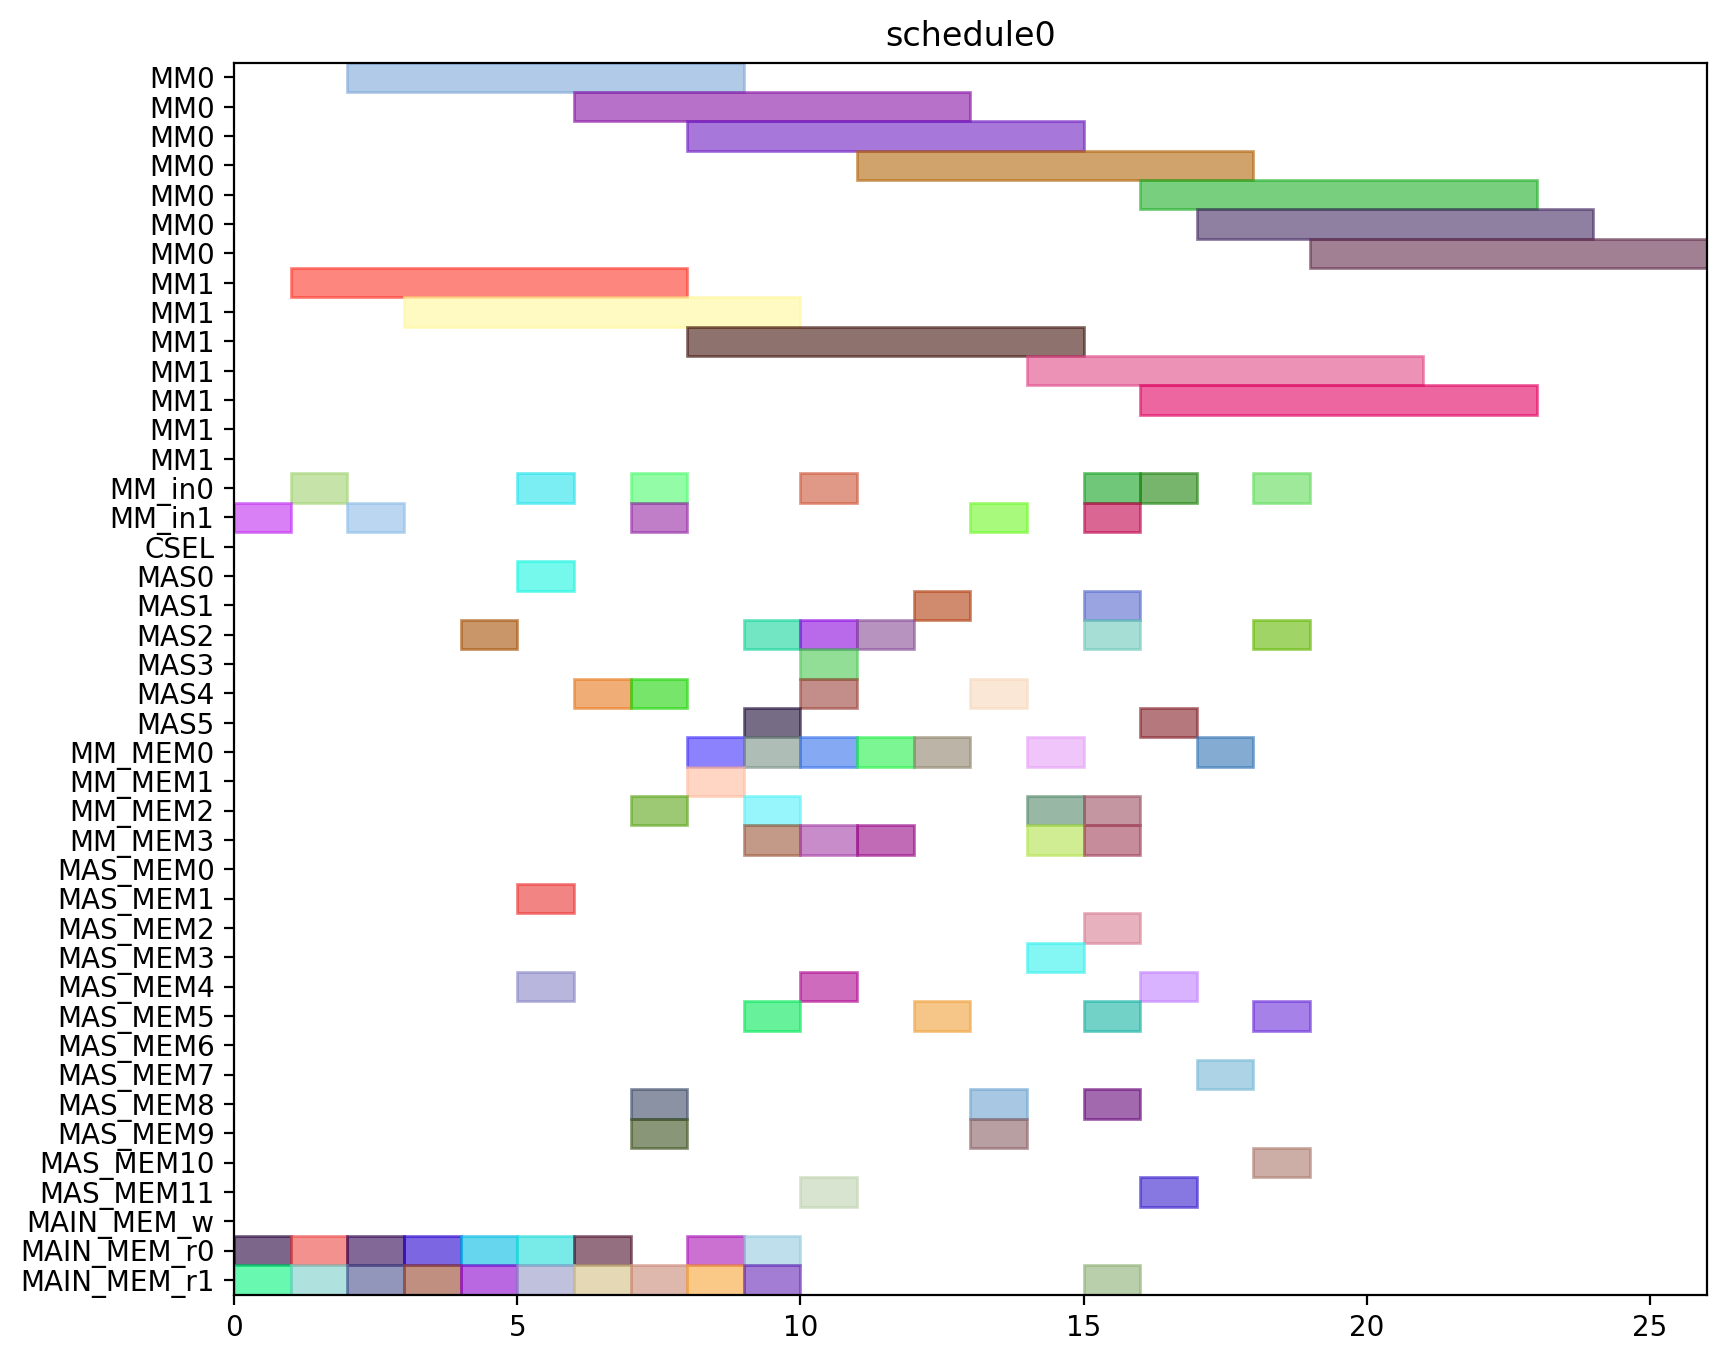 schedule0
MM0
MM0
MM0
MM0
MM0
MM0
MM0
MM1
MM1
MM1
MM1
MM1
MM1
MM1
MM_in0
MM_in1
CSEL
MAS0
MAS1
MAS2
MAS3
MAS4
MAS5
MM_MEM0
MM_MEM1
MM_MEM2
MM_MEM3
MAS_MEM0
MAS_MEM1
MAS_MEM2
MAS_MEM3
MAS_MEM4
MAS_MEM5
MAS_MEM6
MAS_MEM7
MAS_MEM8
MAS_MEM9
MAS_MEM10
MAS_MEM11
MAIN_MEM_w
MAIN_MEM_r0
MAIN_MEM_r1
0 5 10 15 20 25